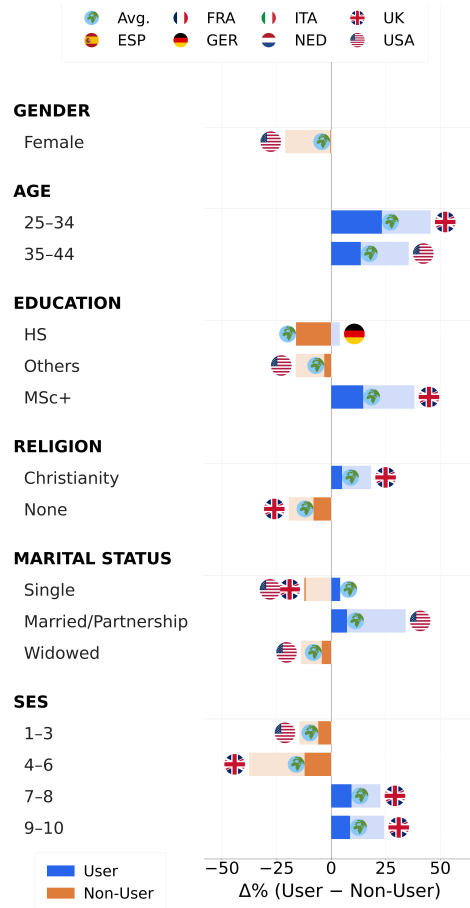 Avg. FRA ITA UK
ESP GER NED USA
GENDER
Female
AGE
25–34
35–44
EDUCATION
HS
Others
MSc+
RELIGION
Christianity
None
MARITAL STATUS
Single
Married/Partnership
Widowed
SES
1–3
4–6
7–8
9–10
−50 −25 0 25 50
Δ% (User − Non-User)
User
Non-User